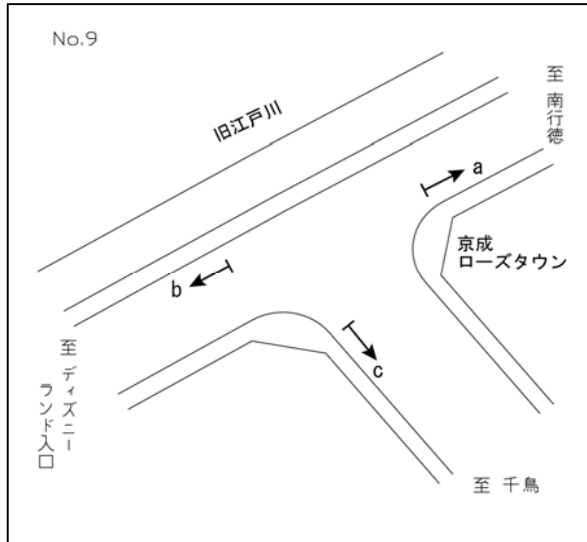 No.9
旧江戸川
至 南行徳
a
京成
ローズタウン
b
c
至 ディズニー
ランド入口
至 千鳥